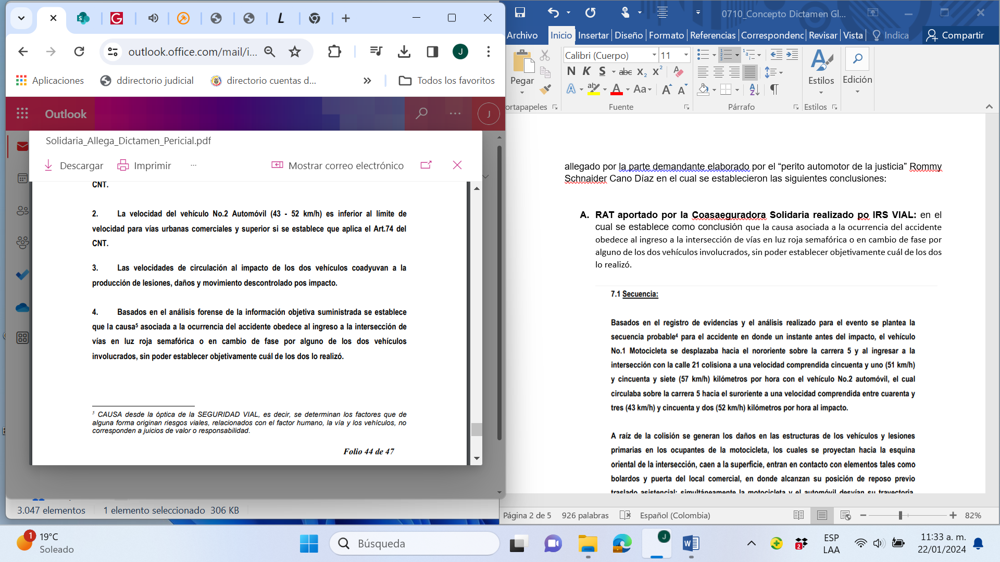 outlook.office.com/mail/i...
Aplicaciones
ddirectorio judicial
directorio cuentas d...
Todos los favoritos
Outlook
Solidaria_Allega_Dictamen_Pericial.pdf
Descargar
Imprimir
Mostrar correo electrónico
CNT.
2. La velocidad del vehículo No.2 Automóvil (43 - 52 km/h) es inferior al límite de
velocidad para vías urbanas comerciales y superior si se establece que aplica el Art.74 del
CNT.
3. Las velocidades de circulación al impacto de los dos vehículos coadyuvan a la
producción de lesiones, daños y movimiento descontrolado pos impacto.
4. Basados en el análisis forense de la información objetiva suministrada se establece
que la causa⁵ asociada a la ocurrencia del accidente obedece al ingreso a la intersección de
vías en luz roja semafórica o en cambio de fase por alguno de los dos vehículos
involucrados, sin poder establecer objetivamente cuál de los dos lo realizó.
⁵ CAUSA desde la óptica de la SEGURIDAD VIAL, es decir, se determinan los factores que de
alguna forma originan riesgos viales, relacionados con el factor humano, la vía y los vehículos, no
corresponden a juicios de valor o responsabilidad.
Folio 44 de 47
3.047 elementos
1 elemento seleccionado 306 KB
0710_Concepto Dictamen Gl...
Archivo
Inicio
Insertar
Diseño
Formato
Referencias
Correspondenc
Revisar
Vista
Indica
Compartir
Pegar
Calibri (Cuerpo)
11
N K S abc X₂ X²
A ab A Aa A A
Estilos
Edición
ortapapeles
Fuente
Párrafo
Estilos
allegado por la parte demandante elaborado por el “perito automotor de la justicia” Rommy
Schnaider Cano Díaz en el cual se establecieron las siguientes conclusiones:
A. RAT aportado por la Coasaeguradora Solidaria realizado po IRS VIAL: en el
cual se establece como conclusión que la causa asociada a la ocurrencia del accidente
obedece al ingreso a la intersección de vías en luz roja semafórica o en cambio de fase por
alguno de los dos vehículos involucrados, sin poder establecer objetivamente cuál de los dos
lo realizó.
7.1 Secuencia:
Basados en el registro de evidencias y el análisis realizado para el evento se plantea la
secuencia probable⁴ para el accidente en donde un instante antes del impacto, el vehículo
No.1 Motocicleta se desplazaba hacia el nororiente sobre la carrera 5 y al ingresar a la
intersección con la calle 21 colisiona a una velocidad comprendida cincuenta y uno (51 km/h)
y cincuenta y siete (57 km/h) kilómetros por hora con el vehículo No.2 automóvil, el cual
circulaba sobre la carrera 5 hacia el suroriente a una velocidad comprendida entre cuarenta y
tres (43 km/h) y cincuenta y dos (52 km/h) kilómetros por hora al impacto.
A raíz de la colisión se generan los daños en las estructuras de los vehículos y lesiones
primarias en los ocupantes de la motocicleta, los cuales se proyectan hacia la esquina
oriental de la intersección, caen a la superficie, entran en contacto con elementos tales como
bolardos y puerta del local comercial, en donde alcanzan su posición de reposo previo
traslado asistencial; simultáneamente la motocicleta y el automóvil desvían su trayectoria,
Página 2 de 5
926 palabras
Español (Colombia)
82%
1
19°C
Soleado
Búsqueda
2
ESP
LAA
11:33 a. m.
22/01/2024